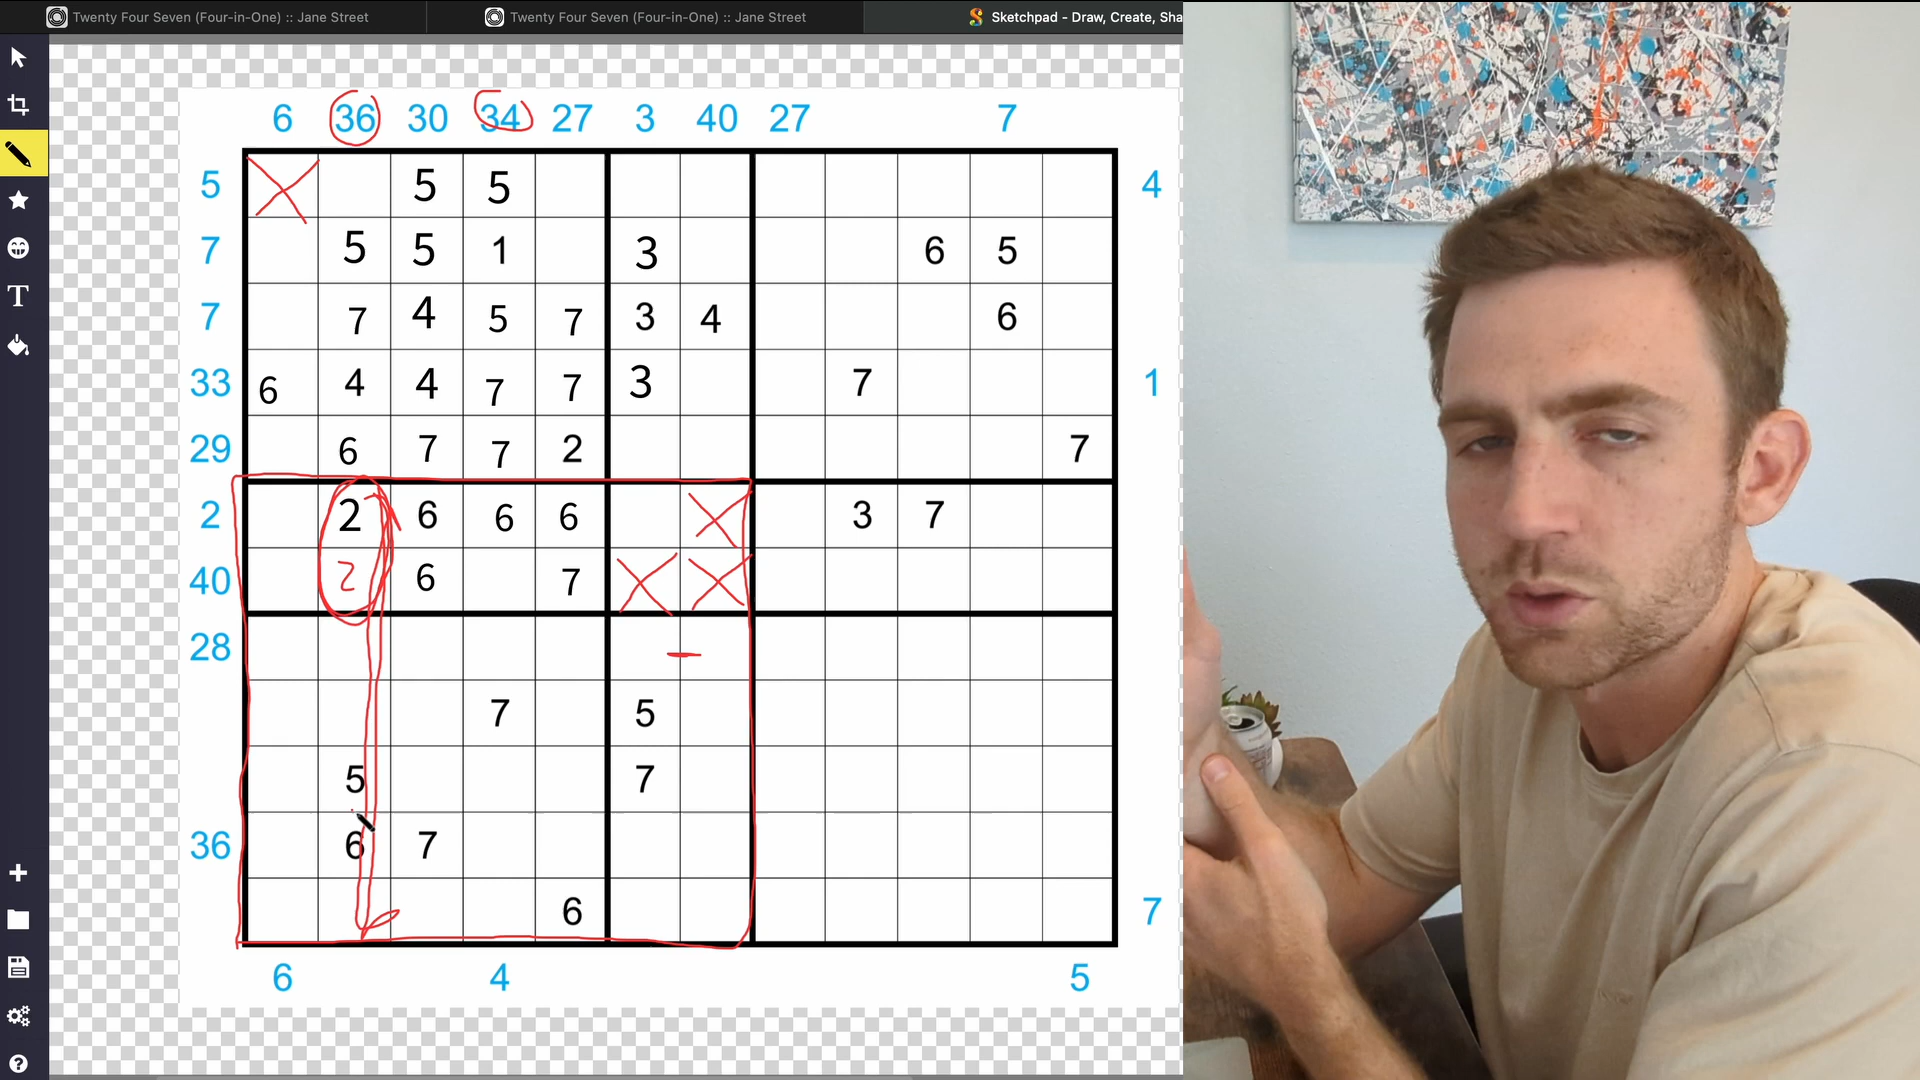 Twenty Four Seven (Four-in-One) :: Jane Street
Twenty Four Seven (Four-in-One) :: Jane Street
Sketchpad - Draw, Create, Sha
6 36 30 34 27 3 40 27 7
5 5 5 4
7 5 5 1 3 6 5
7 7 4 5 7 3 4 6
33 6 4 4 7 7 3 7 1
29 6 7 7 2 7
2 2 6 6 6 3 7
40 2 6 7
28
7 5
5 7
36 6 7
6 7
6 4 5
T
?